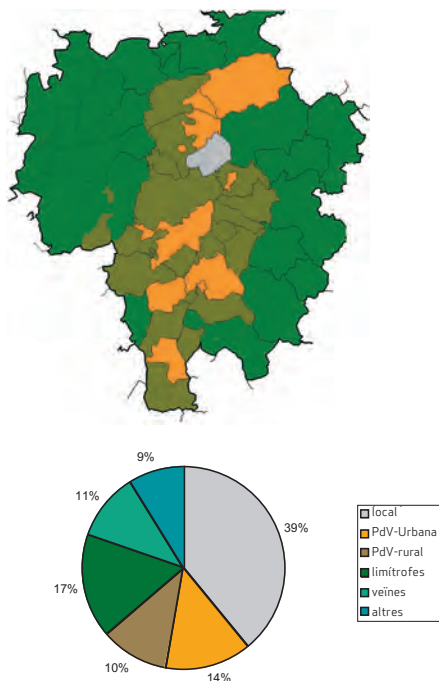 9%
11%
39%
17%
10%
14%
local
PdV-Urbana
PdV-rural
limítrofes
veïnes
altres